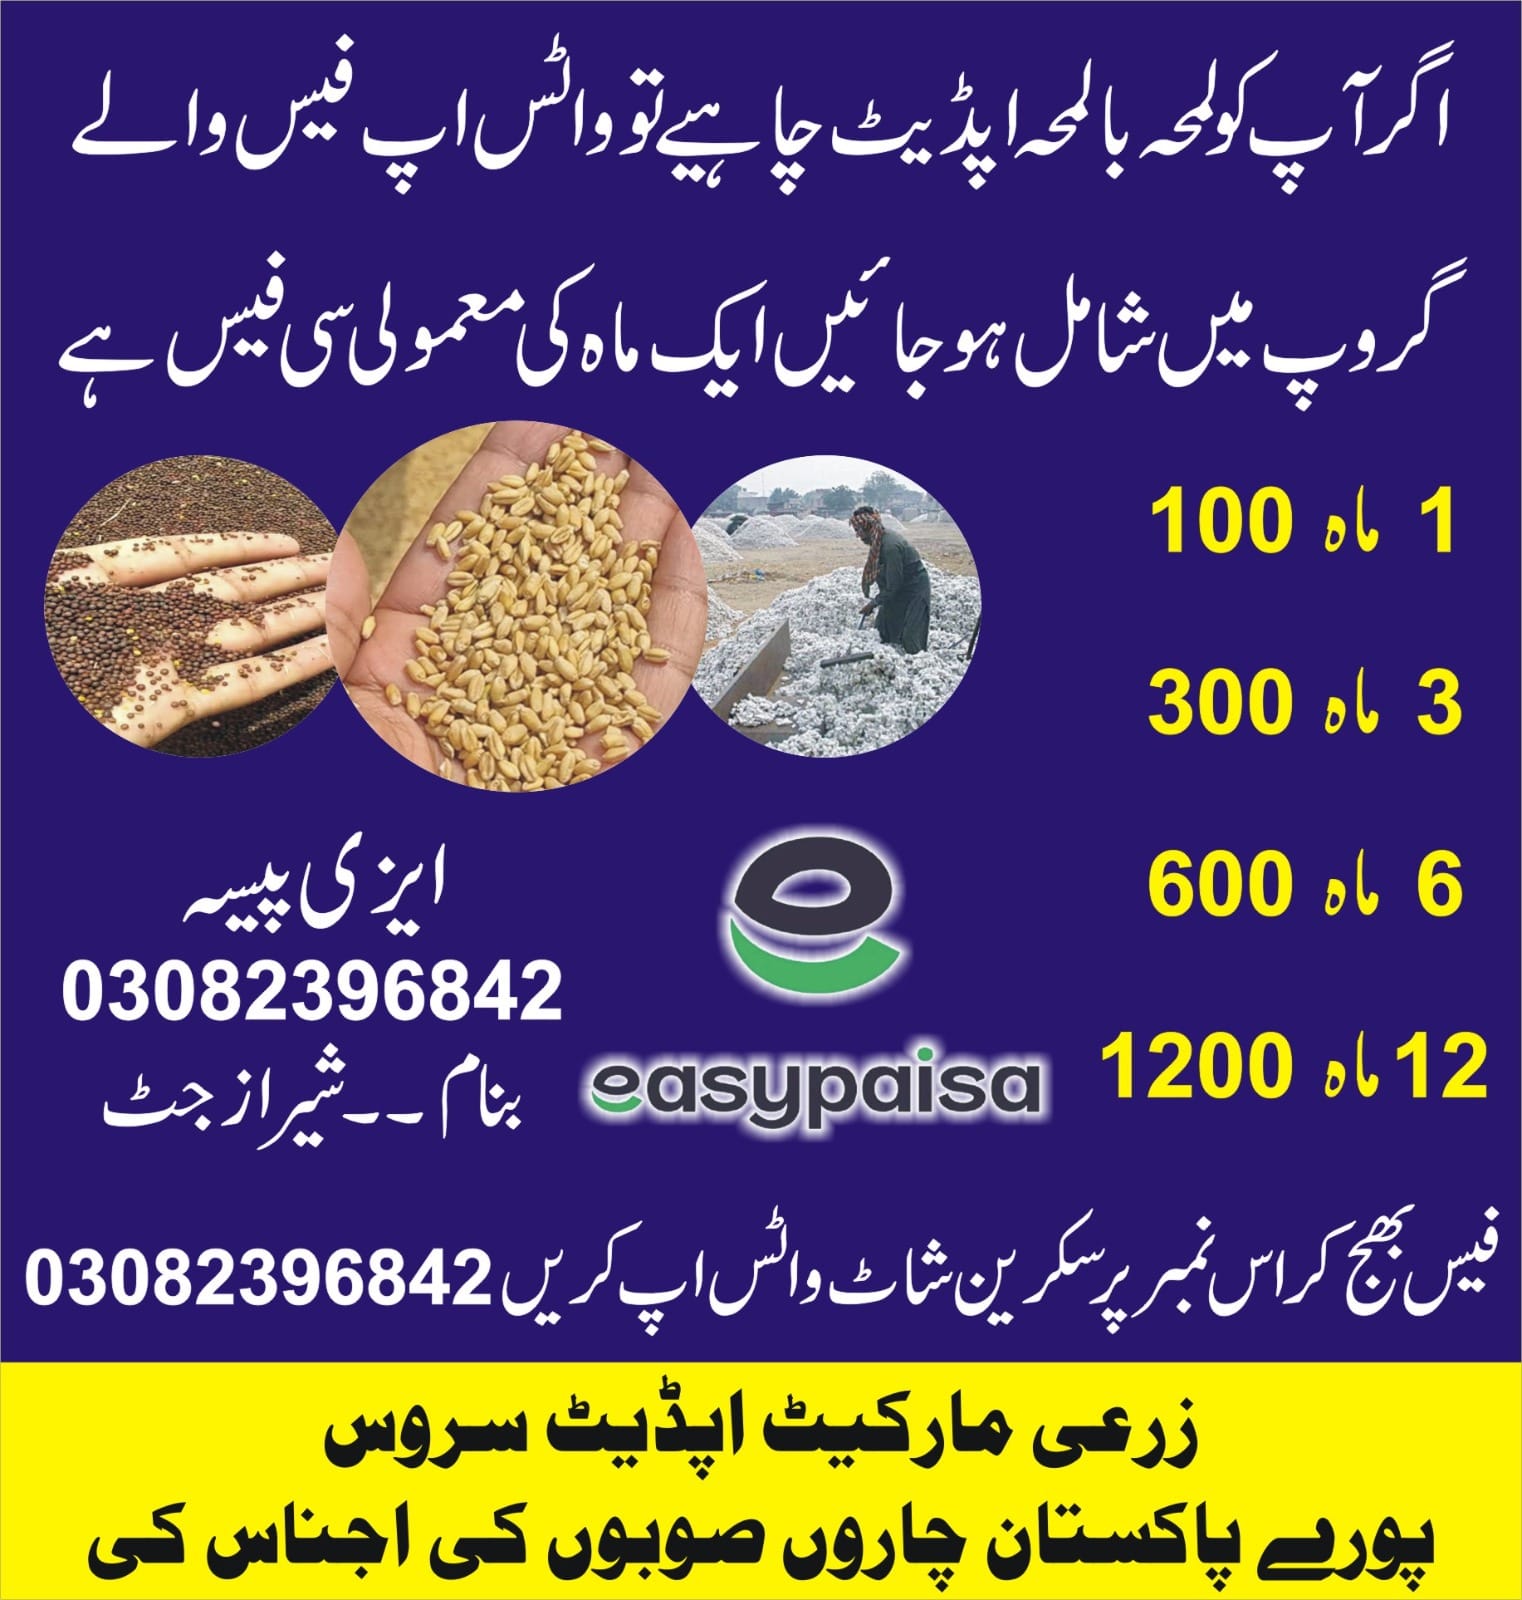 اگر آپ کو لمحہ بالمحہ اپڈیٹ چاہیے تو واٹس اپ فیس والے
گروپ میں شامل ہو جائیں ایک ماہ کی معمولی سی فیس ہے
1 ماہ 100
3 ماہ 300
6 ماہ 600
12 ماہ 1200
ایزی پیسہ
03082396842
بنام ۔۔ شیراز جٹ
easypaisa
فیس بھیج کر اس نمبر پر سکرین شاٹ واٹس اپ کریں 03082396842
زرعی مارکیٹ اپڈیٹ سروس
پورے پاکستان چاروں صوبوں کی اجناس کی